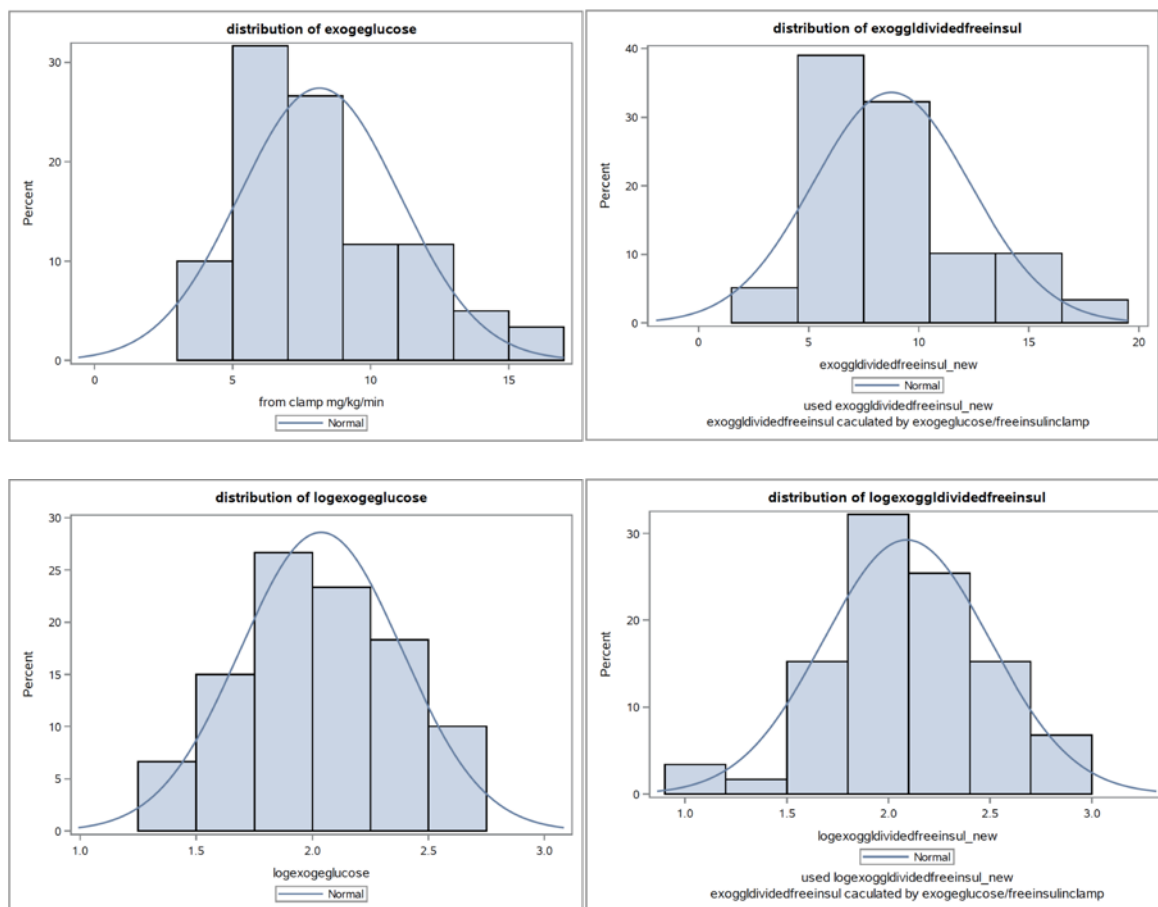 distribution of exogeglucose
30
20
10
0
Percent
0 5 10 15
from clamp mg/kg/min
Normal
distribution of exoggldividedfreeinsul
40
30
20
10
0
Percent
0 5 10 15 20
exoggldividedfreeinsul_new
Normal
used exoggldividedfreeinsul_new
exoggldividedfreeinsul caculated by exogeglucose/freeinsulinclamp
distribution of logexogeglucose
30
25
20
15
10
5
0
Percent
1.0 1.5 2.0 2.5 3.0
logexogeglucose
Normal
distribution of logexoggldividedfreeinsul
30
20
10
0
Percent
1.0 1.5 2.0 2.5 3.0
logexoggldividedfreeinsul_new
Normal
used logexoggldividedfreeinsul_new
exoggldividedfreeinsul caculated by exogeglucose/freeinsulinclamp